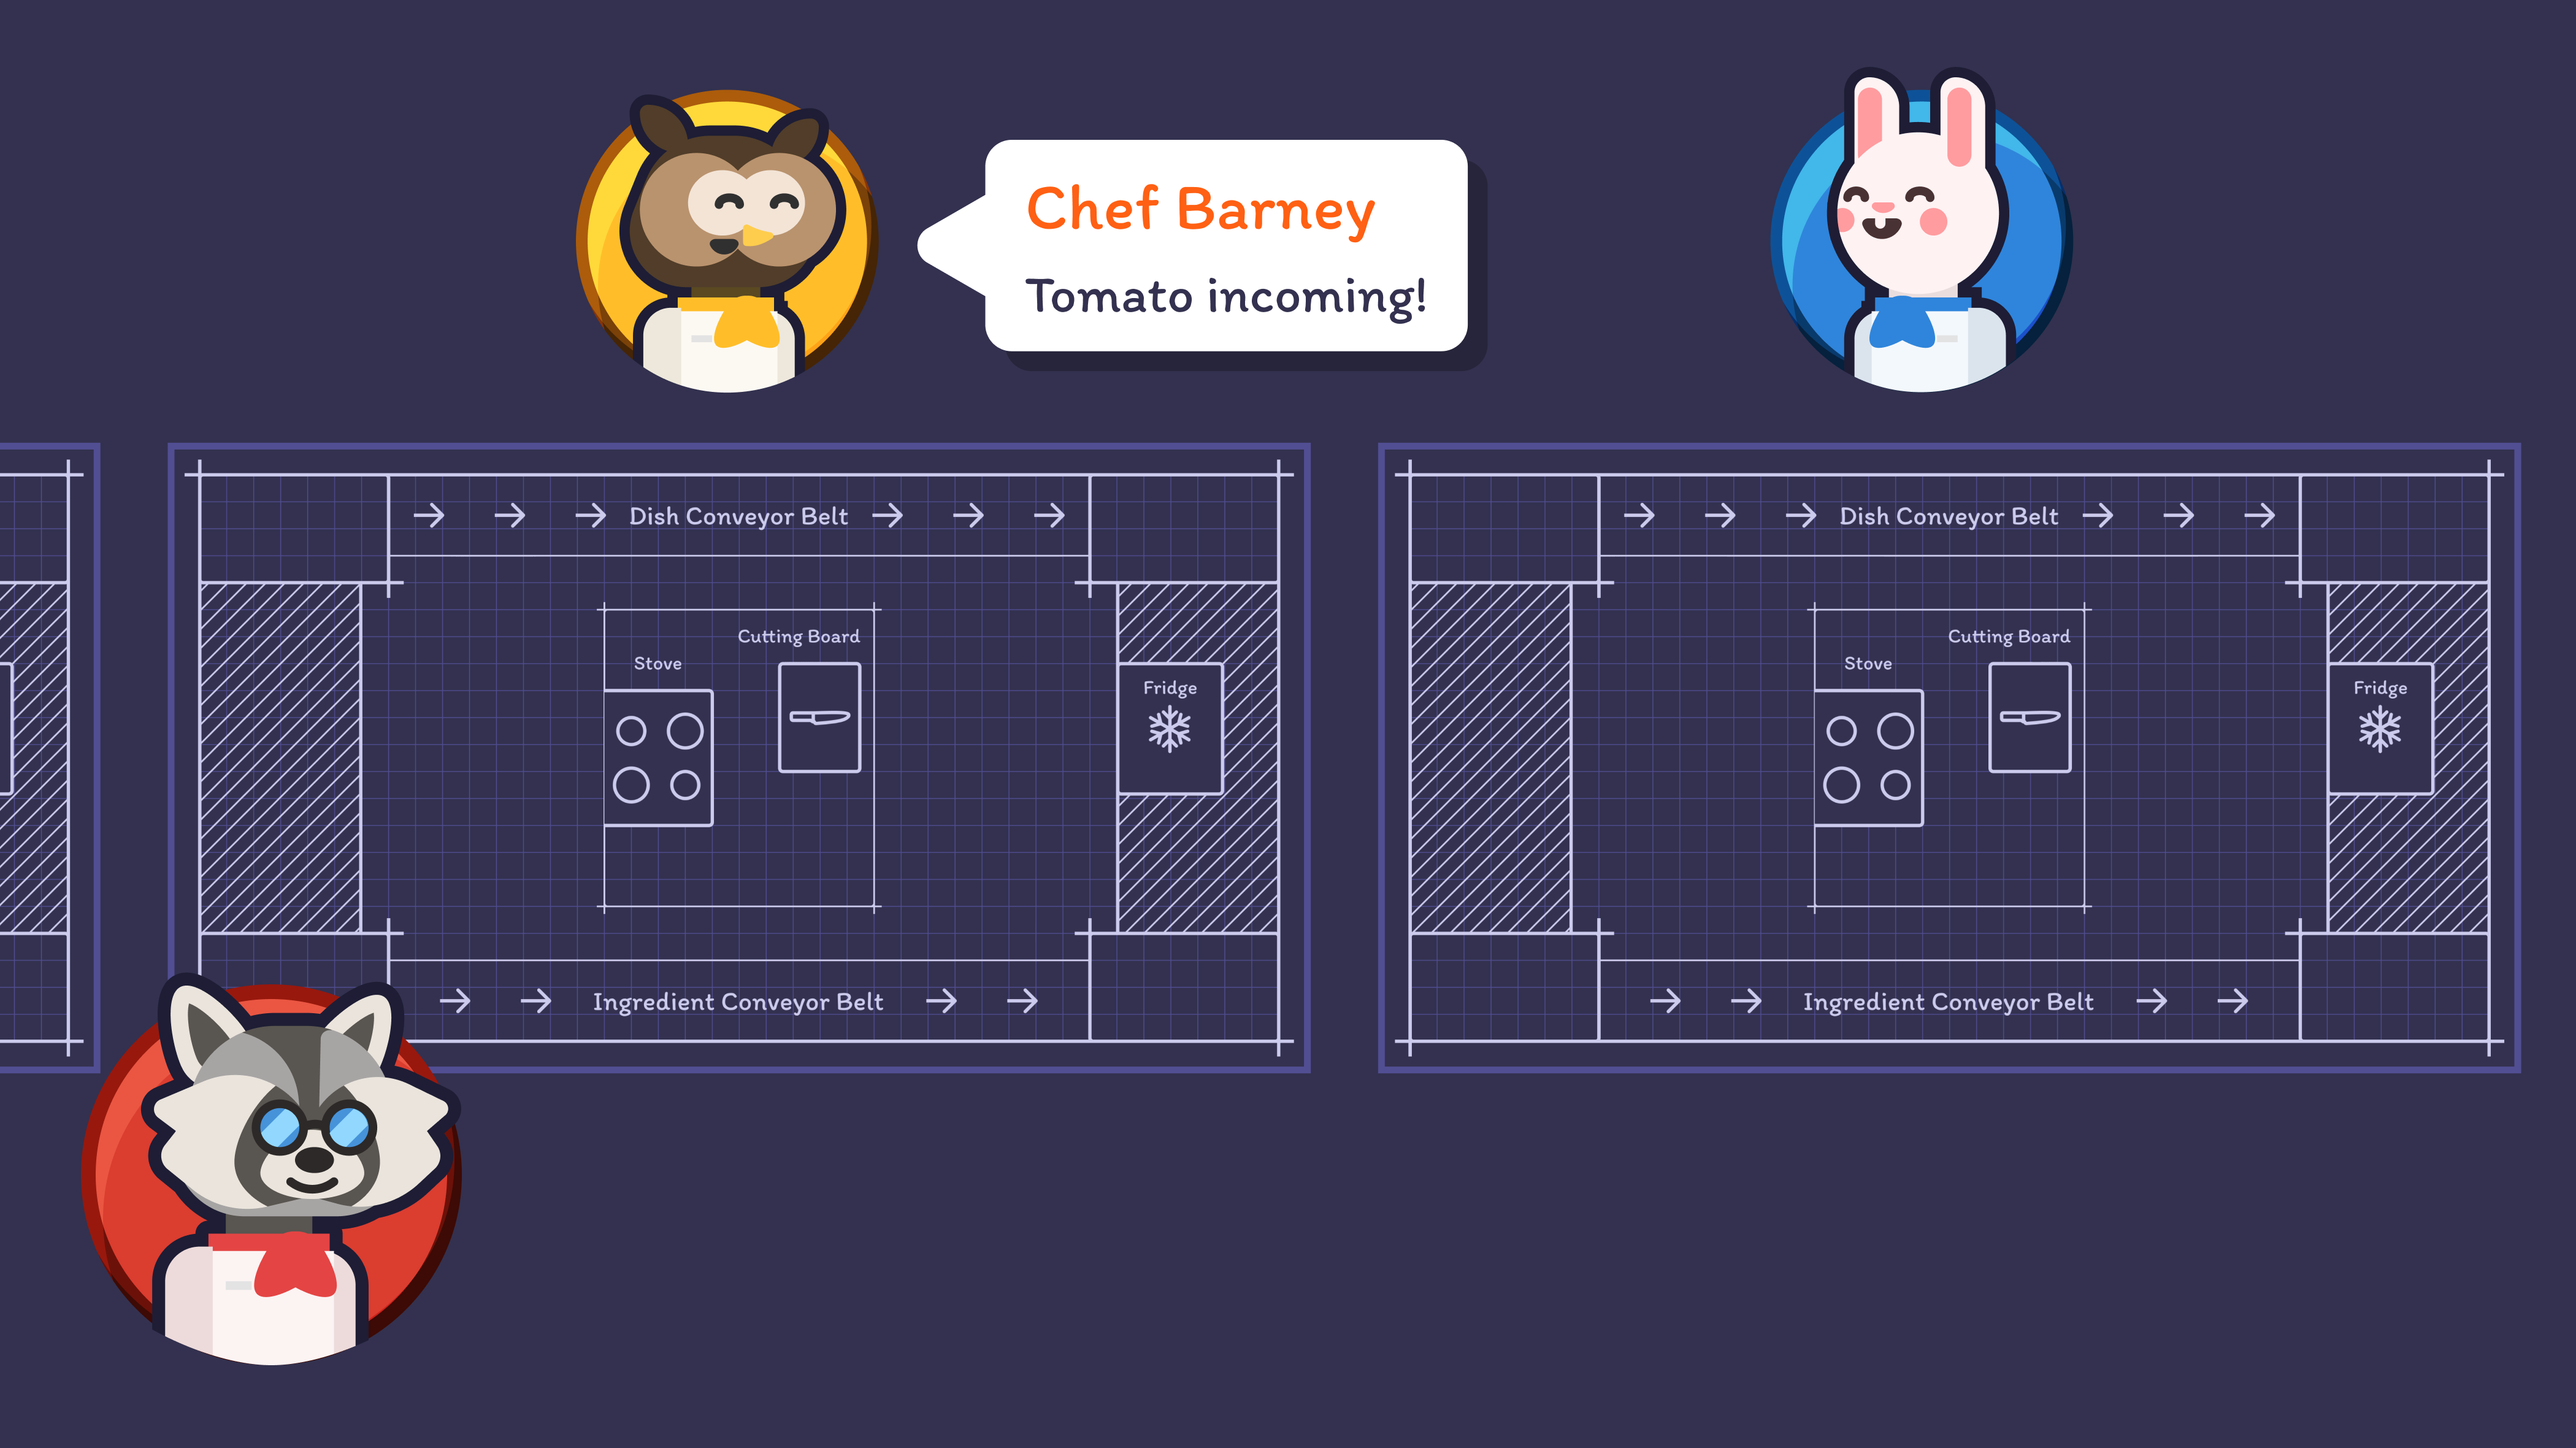 Chef Barney
Tomato incoming!
Dish Conveyor Belt
Cutting Board
Stove
Fridge
Ingredient Conveyor Belt
Dish Conveyor Belt
Cutting Board
Stove
Fridge
Ingredient Conveyor Belt